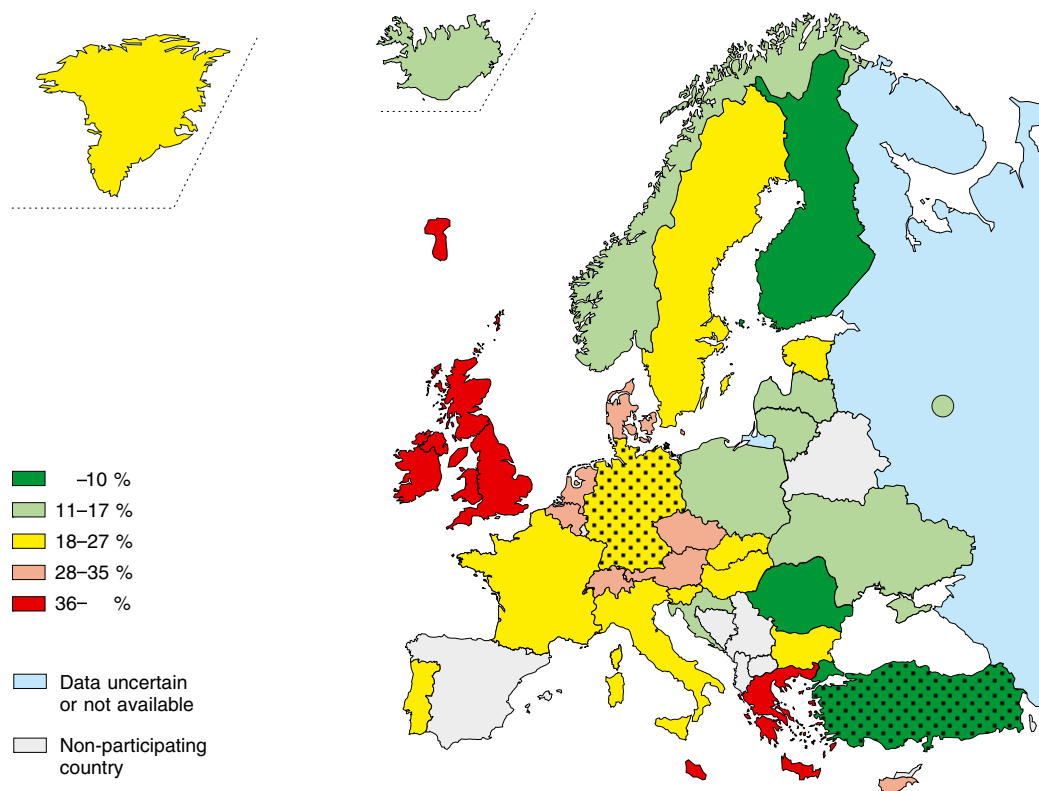 –10 %
11–17 %
18–27 %
28–35 %
36– %
Data uncertain
or not available
Non-participating
country